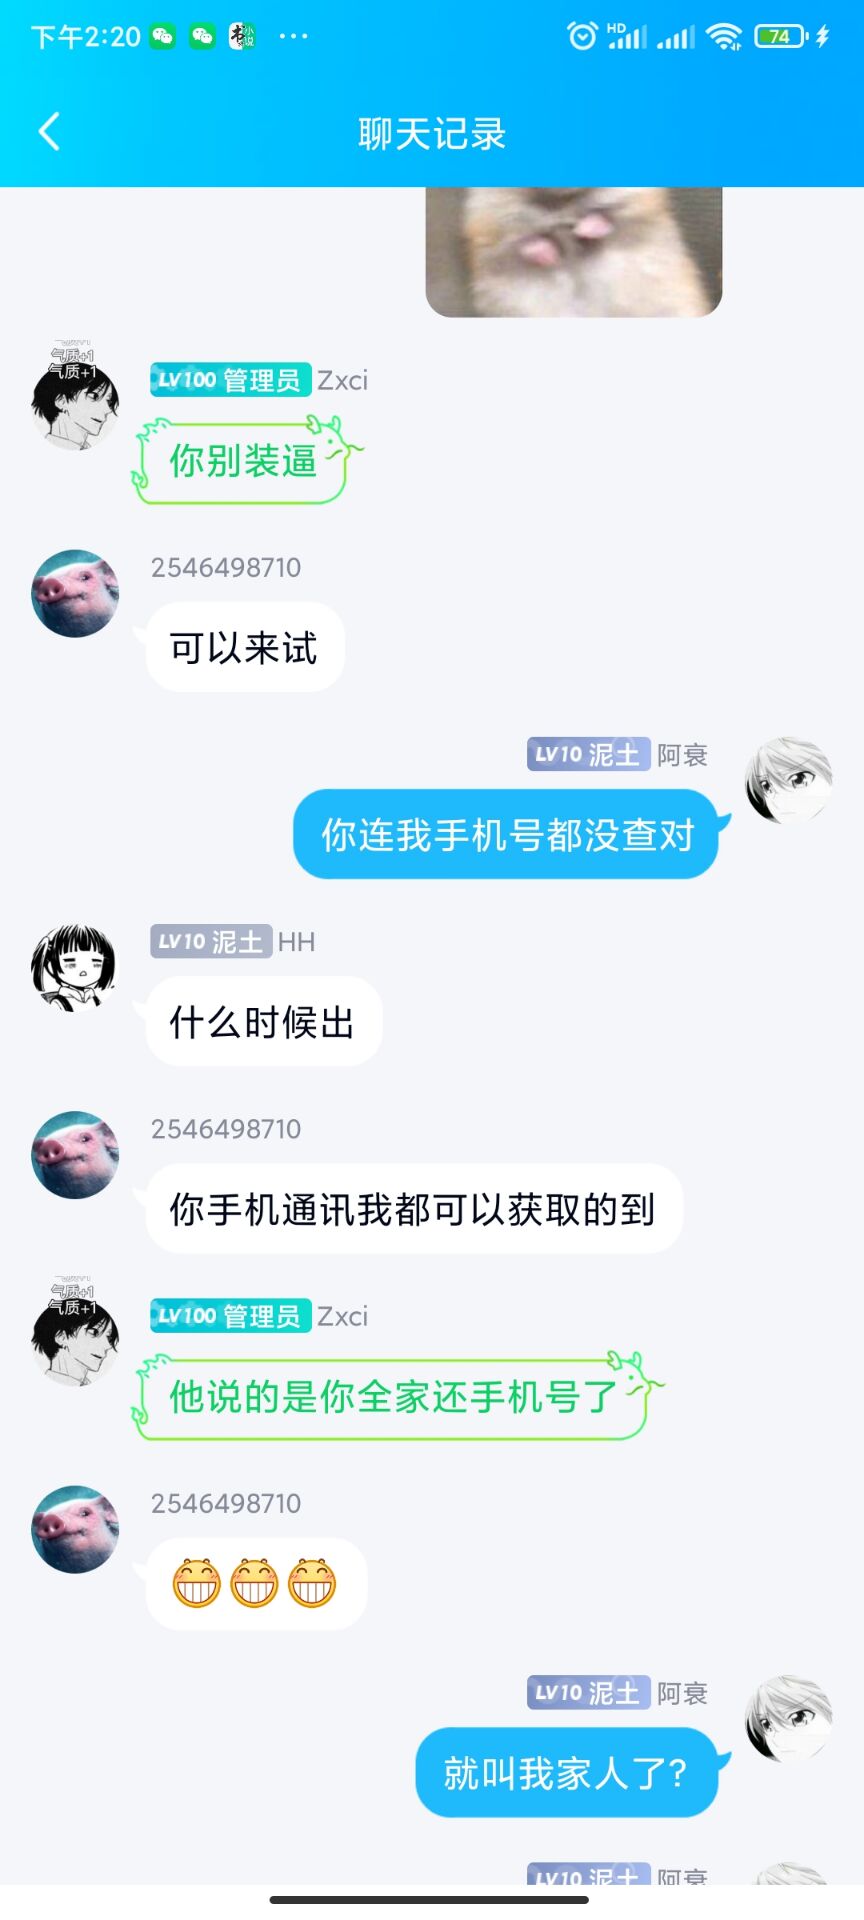 下午2:20
HD
74
聊天记录
气质+1
气质+1
LV100 管理员 Zxci
你别装逼
2546498710
可以来试
LV10 泥土 阿衰
你连我手机号都没查对
LV10 泥土 HH
什么时候出
2546498710
你手机通讯我都可以获取的到
气质+1
气质+1
LV100 管理员 Zxci
他说的是你全家还手机号了
2546498710
LV10 泥土 阿衰
就叫我家人了?
LV10 泥土 阿衰